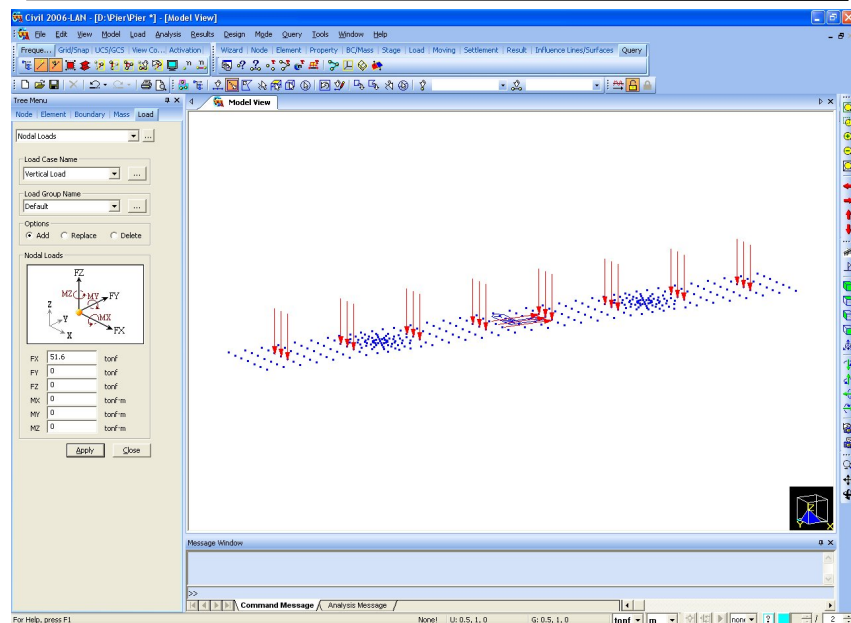 Civil 2006-LAN - [D:\Pier\Pier *] - [Model View]
File Edit View Model Load Analysis Results Design Mode Query Tools Window Help
Freque... Grid/Snap UCS/GCS View Co... Activation Wizard Node Element Property BC/Mass Stage Load Moving Settlement Result Influence Lines/Surfaces Query
Tree Menu
Model View
Node Element Boundary Mass Load
Nodal Loads
Load Case Name
Vertical Load
Load Group Name
Default
Options
Add Replace Delete
Nodal Loads
FZ
MZ MY FY
Z
Y MX
X FX
FX 51.6 tonf
FY 0 tonf
FZ 0 tonf
MX 0 tonf·m
MY 0 tonf·m
MZ 0 tonf·m
Apply Close
Message Window
>>
Command Message Analysis Message
For Help, press F1 None! U: 0.5, 1, 0 G: 0.5, 1, 0 tonf m none ? / 2